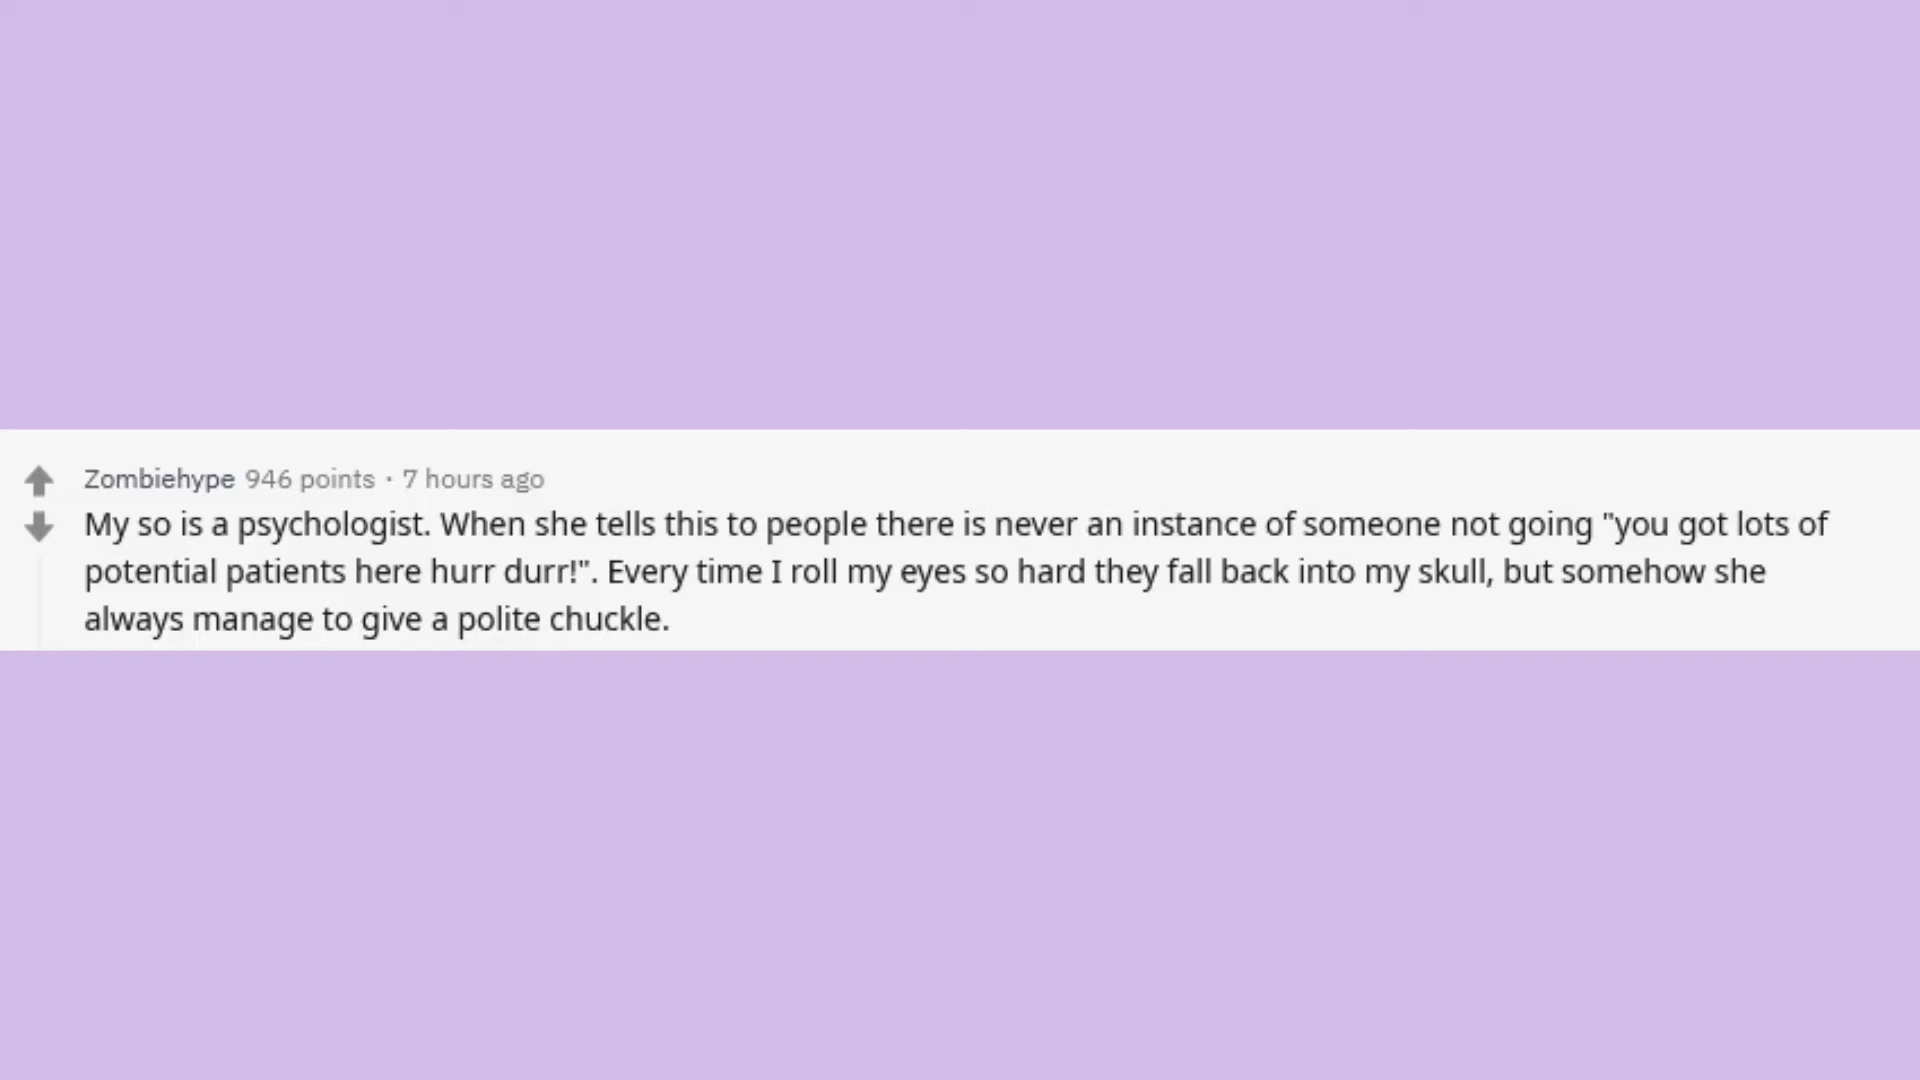 Zombiehype 946 points · 7 hours ago
My so is a psychologist. When she tells this to people there is never an instance of someone not going "you got lots of
potential patients here hurr durr!". Every time I roll my eyes so hard they fall back into my skull, but somehow she
always manage to give a polite chuckle.